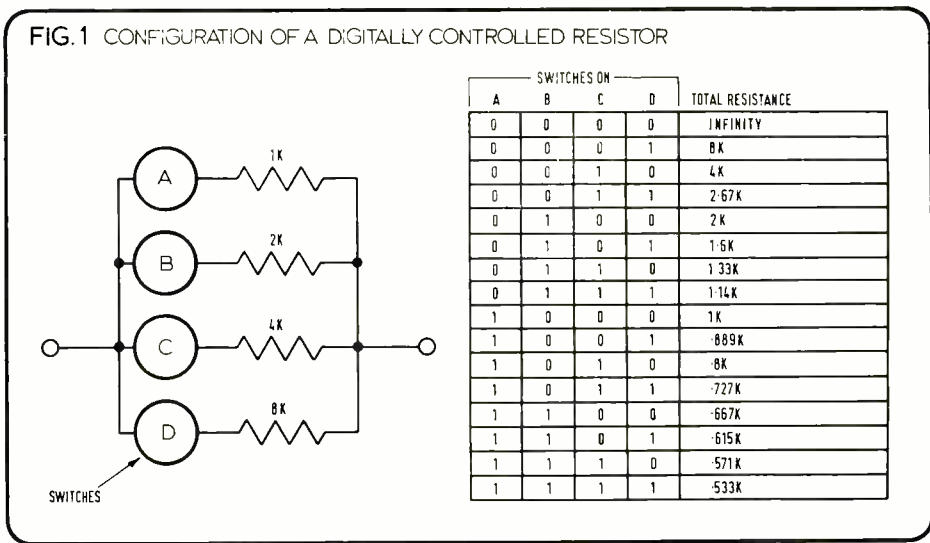 FIG.1 CONFIGURATION OF A DIGITALLY CONTROLLED RESISTOR
SWITCHES ON
A B C D TOTAL RESISTANCE
0 0 0 0 INFINITY
0 0 0 1 8K
0 0 1 0 4K
0 0 1 1 2·67K
0 1 0 0 2K
0 1 0 1 1·6K
0 1 1 0 1·33K
0 1 1 1 1·14K
1 0 0 0 1K
1 0 0 1 ·889K
1 0 1 0 ·8K
1 0 1 1 ·727K
1 1 0 0 ·667K
1 1 0 1 ·615K
1 1 1 0 ·571K
1 1 1 1 ·533K
A
1K
B
2K
C
4K
D
8K
SWITCHES